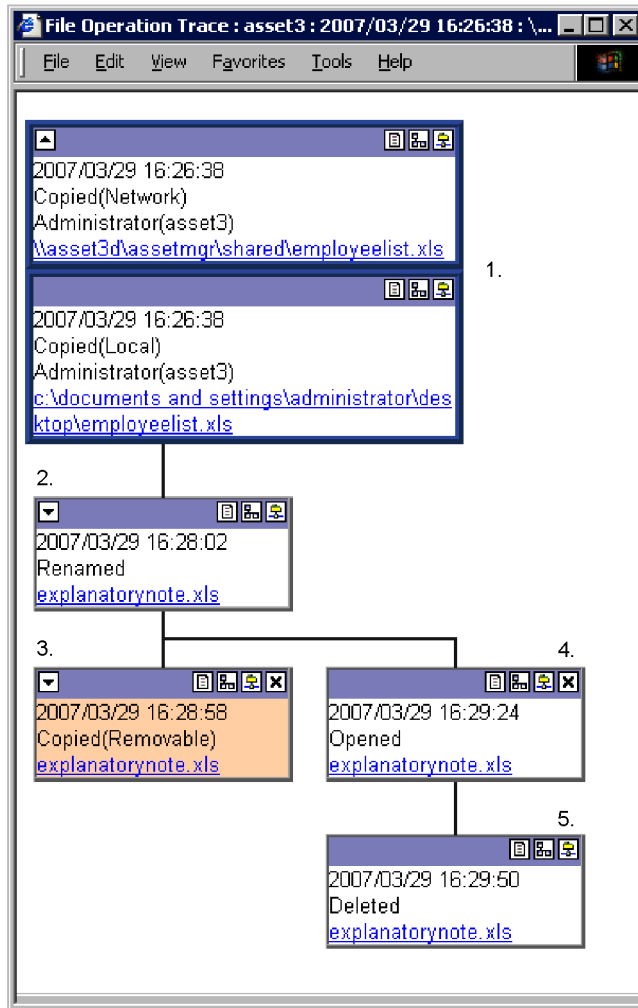 File Operation Trace : asset3 : 2007/03/29 16:26:38 : \...
File Edit View Favorites Tools Help
2007/03/29 16:26:38
Copied(Network)
Administrator(asset3)
\\asset3d\assetmgr\shared\employeelist.xls
1.
2007/03/29 16:26:38
Copied(Local)
Administrator(asset3)
c:\documents and settings\administrator\des
ktop\employeelist.xls
2.
2007/03/29 16:28:02
Renamed
explanatorynote.xls
3.
2007/03/29 16:28:58
Copied(Removable)
explanatorynote.xls
4.
2007/03/29 16:29:24
Opened
explanatorynote.xls
5.
2007/03/29 16:29:50
Deleted
explanatorynote.xls